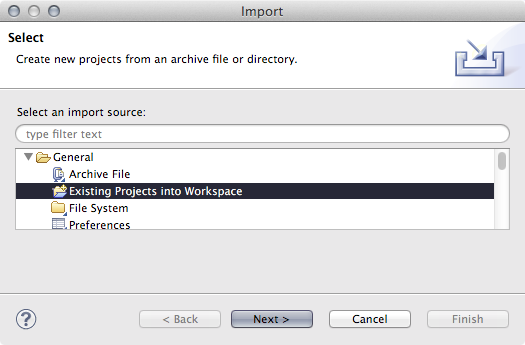 Import
Select
Create new projects from an archive file or directory.
Select an import source:
type filter text
General
Archive File
Existing Projects into Workspace
File System
Preferences
? < Back Next > Cancel Finish